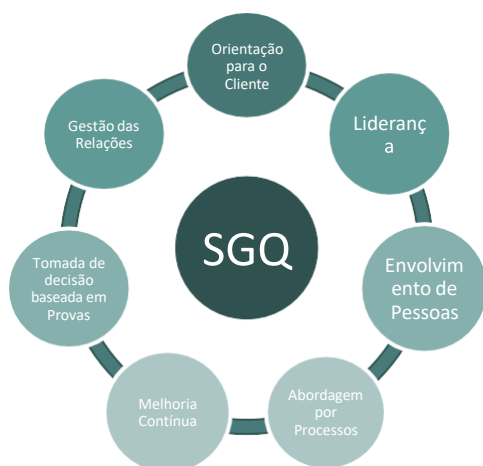 Orientação
para o
Cliente
Lideranç
a
Envolvim
ento de
Pessoas
Abordagem
por
Processos
Melhoria
Contínua
Tomada de
decisão
baseada em
Provas
Gestão das
Relações
SGQ